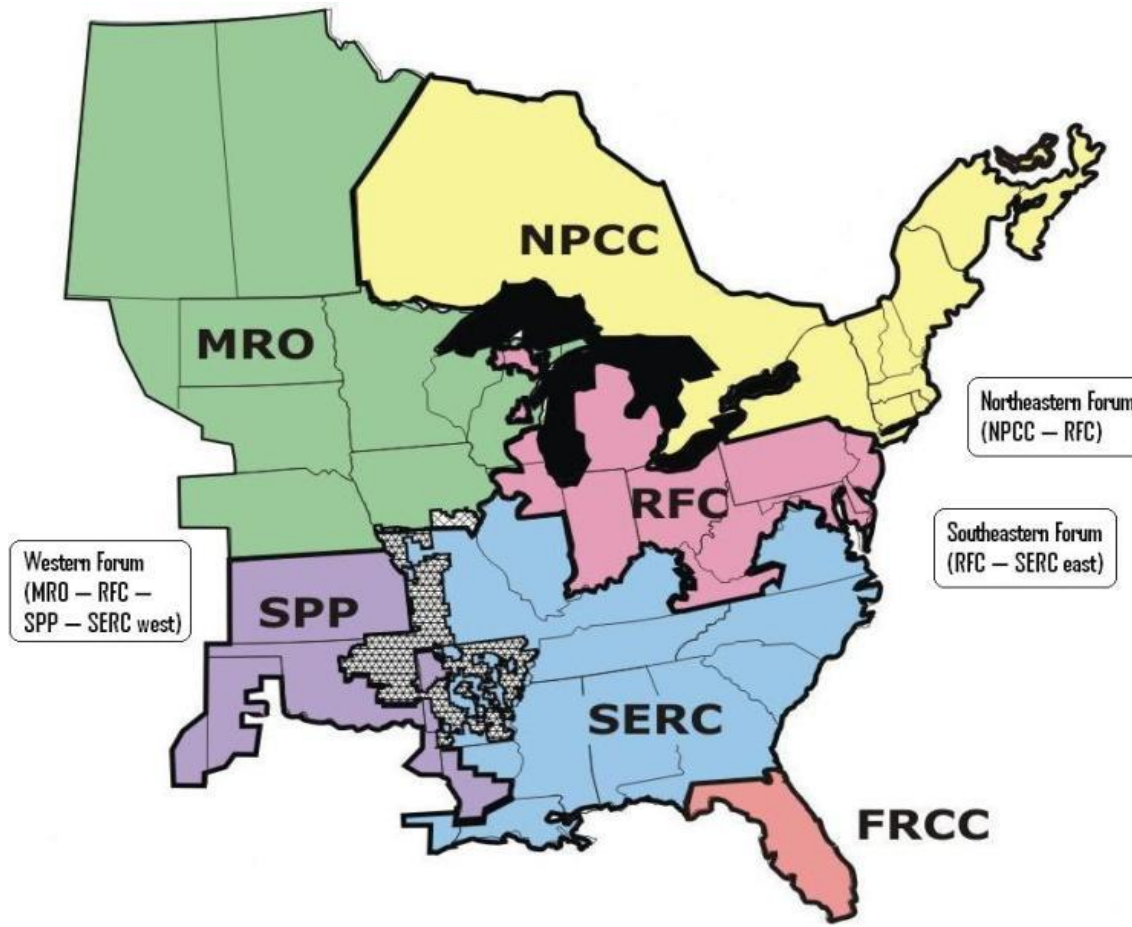 NPCC
MRO
Northeastern Forum
(NPCC – RFC)
RFC
Southeastern Forum
(RFC – SERC east)
Western Forum
(MRO – RFC –
SPP – SERC west)
SPP
SERC
FRCC